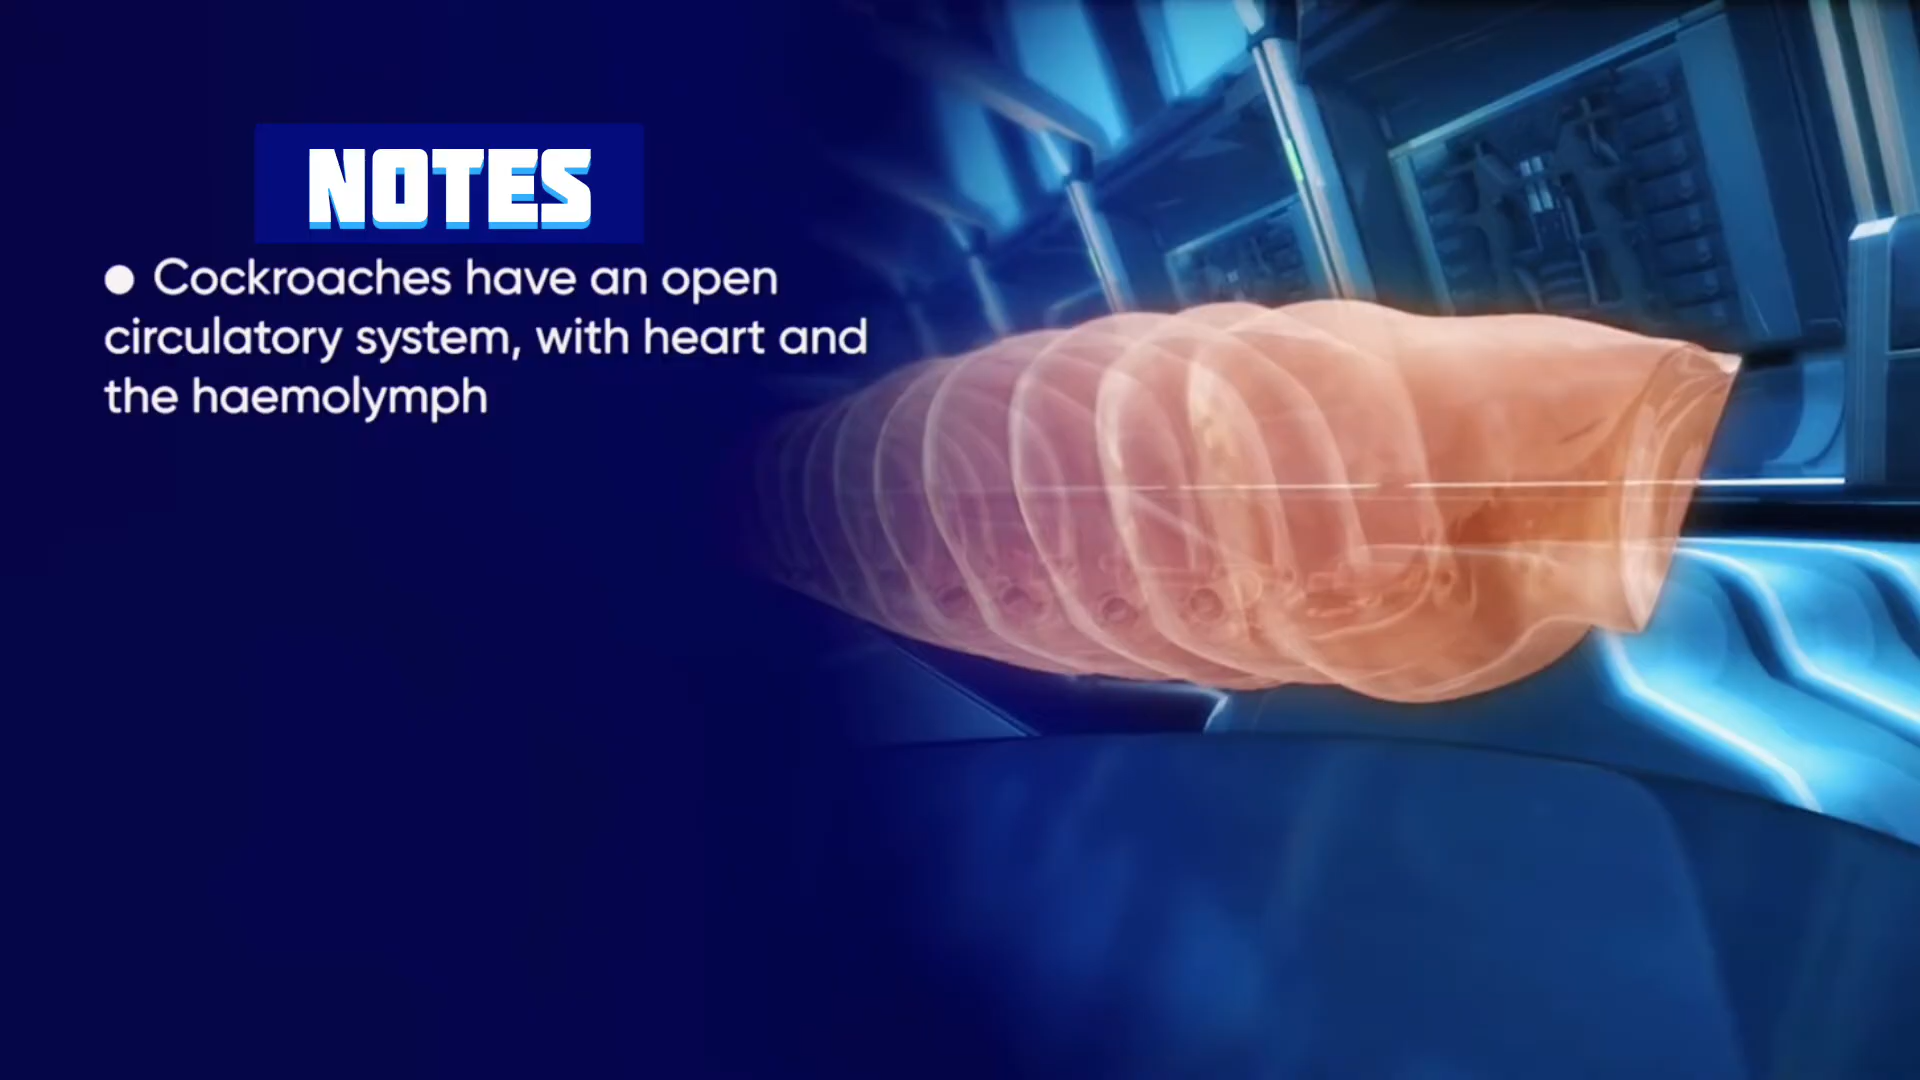 NOTES
● Cockroaches have an open
circulatory system, with heart and
the haemolymph